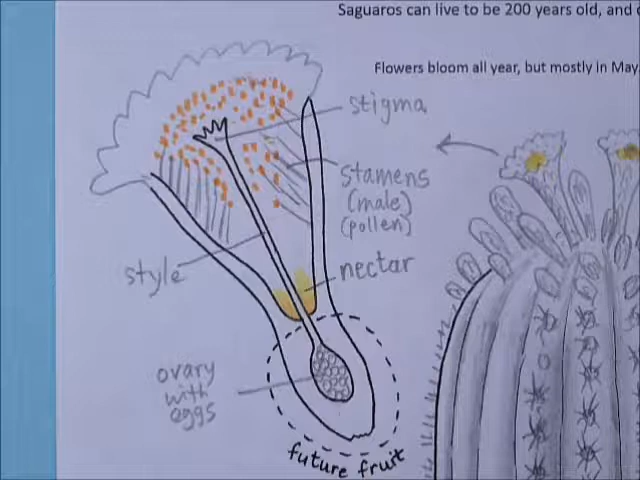 Saguaros can live to be 200 years old, and
Flowers bloom all year, but mostly in May
stigma
stamens
(male)
(pollen)
nectar
style
ovary
with
eggs
future fruit